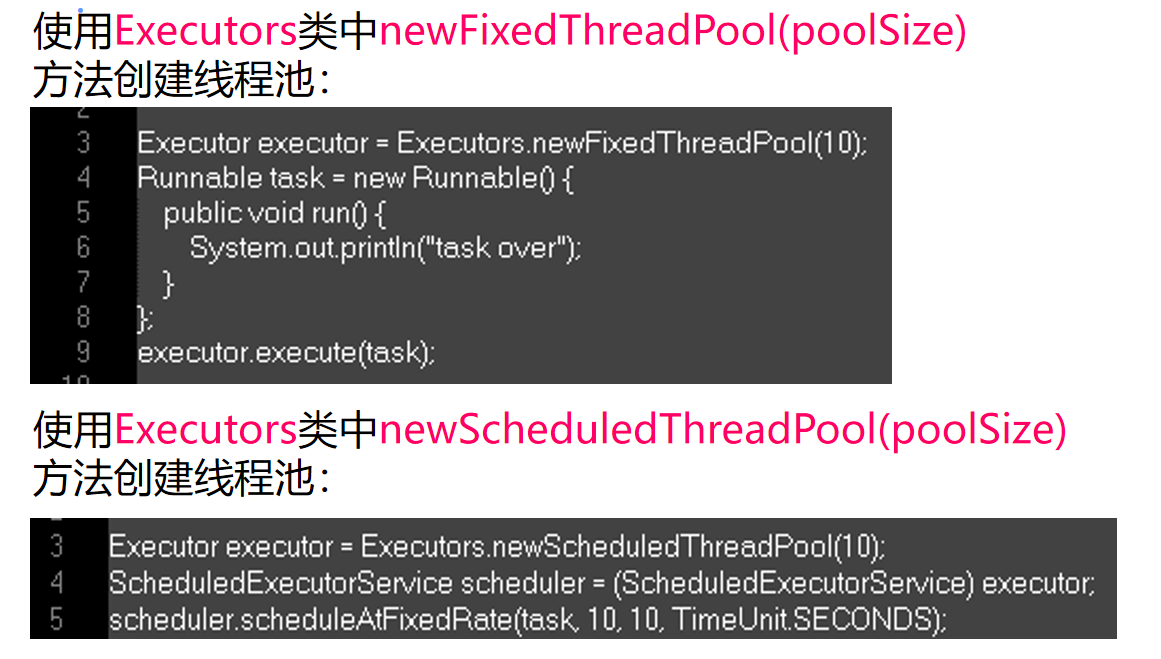 使用Executors类中newFixedThreadPool(poolSize)
方法创建线程池：
3 Executor executor = Executors.newFixedThreadPool(10);
4 Runnable task = new Runnable() {
5 public void run() {
6 System.out.println("task over");
7 }
8 };
9 executor.execute(task);
使用Executors类中newScheduledThreadPool(poolSize)
方法创建线程池：
3 Executor executor = Executors.newScheduledThreadPool(10);
4 ScheduledExecutorService scheduler = (ScheduledExecutorService) executor;
5 scheduler.scheduleAtFixedRate(task, 10, 10, TimeUnit.SECONDS);